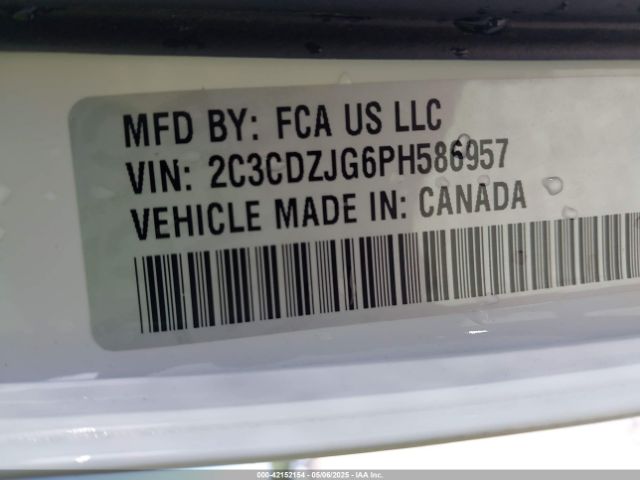 MFD BY: FCA US LLC
VIN: 2C3CDZJG6PH586957
VEHICLE MADE IN: CANADA
000-42152154 - 05/06/2025 - IAA Inc.